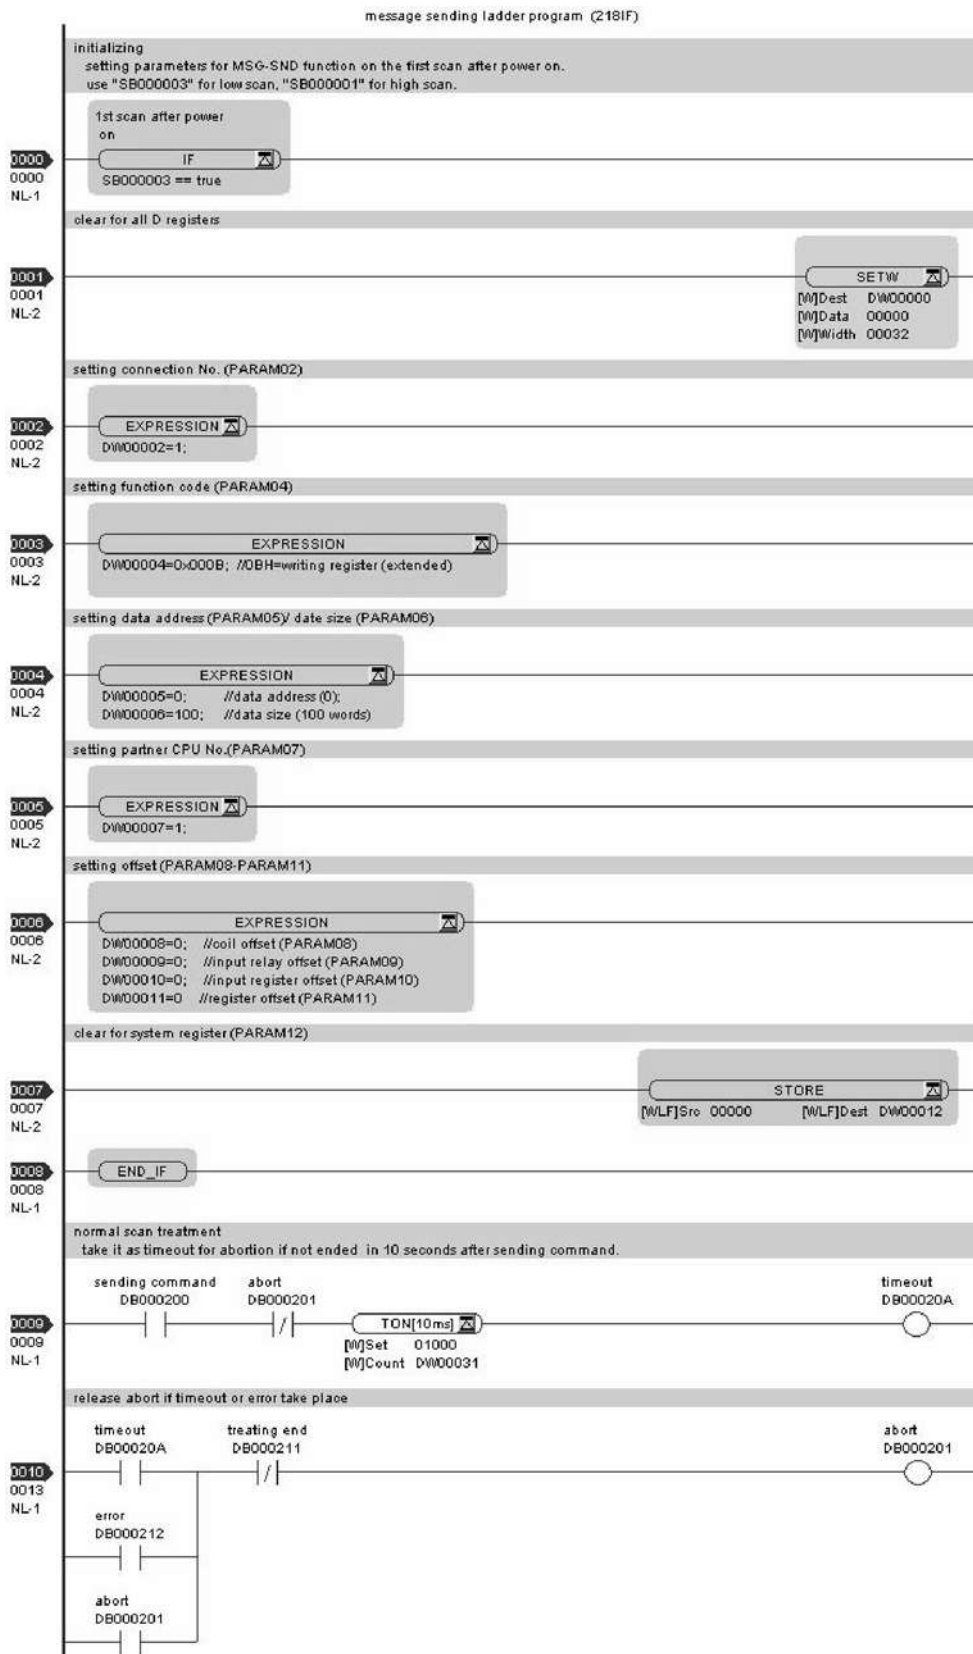 message sending ladder program (218IF)
initializing
setting parameters for MSG-SND function on the first scan after power on.
use "SB000003" for low scan, "SB000001" for high scan.
1st scan after power
on
0000
IF
0000
SB000003 == true
NL-1
clear for all D registers
0001
SETW
0001
[W]Dest DW00000
NL-2
[W]Data 00000
[W]Width 00032
setting connection No. (PARAM02)
0002
EXPRESSION
0002
DW00002=1;
NL-2
setting function code (PARAM04)
0003
EXPRESSION
0003
DW00004=0x000B; //0BH=writing register (extended)
NL-2
setting data address (PARAM05)/ date size (PARAM06)
0004
EXPRESSION
0004
DW00005=0; //data address (0);
NL-2
DW00006=100; //data size (100 words)
setting partner CPU No.(PARAM07)
0005
EXPRESSION
0005
DW00007=1;
NL-2
setting offset (PARAM08-PARAM11)
0006
EXPRESSION
0006
DW00008=0; //coil offset (PARAM08)
NL-2
DW00009=0; //input relay offset (PARAM09)
DW00010=0; //input register offset (PARAM10)
DW00011=0 //register offset (PARAM11)
clear for system register (PARAM12)
0007
STORE
0007
[WLF]Src 00000 [WLF]Dest DW00012
NL-2
0008
END_IF
0008
NL-1
normal scan treatment
take it as timeout for abortion if not ended in 10 seconds after sending command.
sending command abort timeout
DB000200 DB000201 DB00020A
0009
TON[10ms]
0009
[W]Set 01000
NL-1
[W]Count DW00031
release abort if timeout or error take place
timeout treating end abort
DB00020A DB000211 DB000201
0010
0013
NL-1
error
DB000212
abort
DB000201